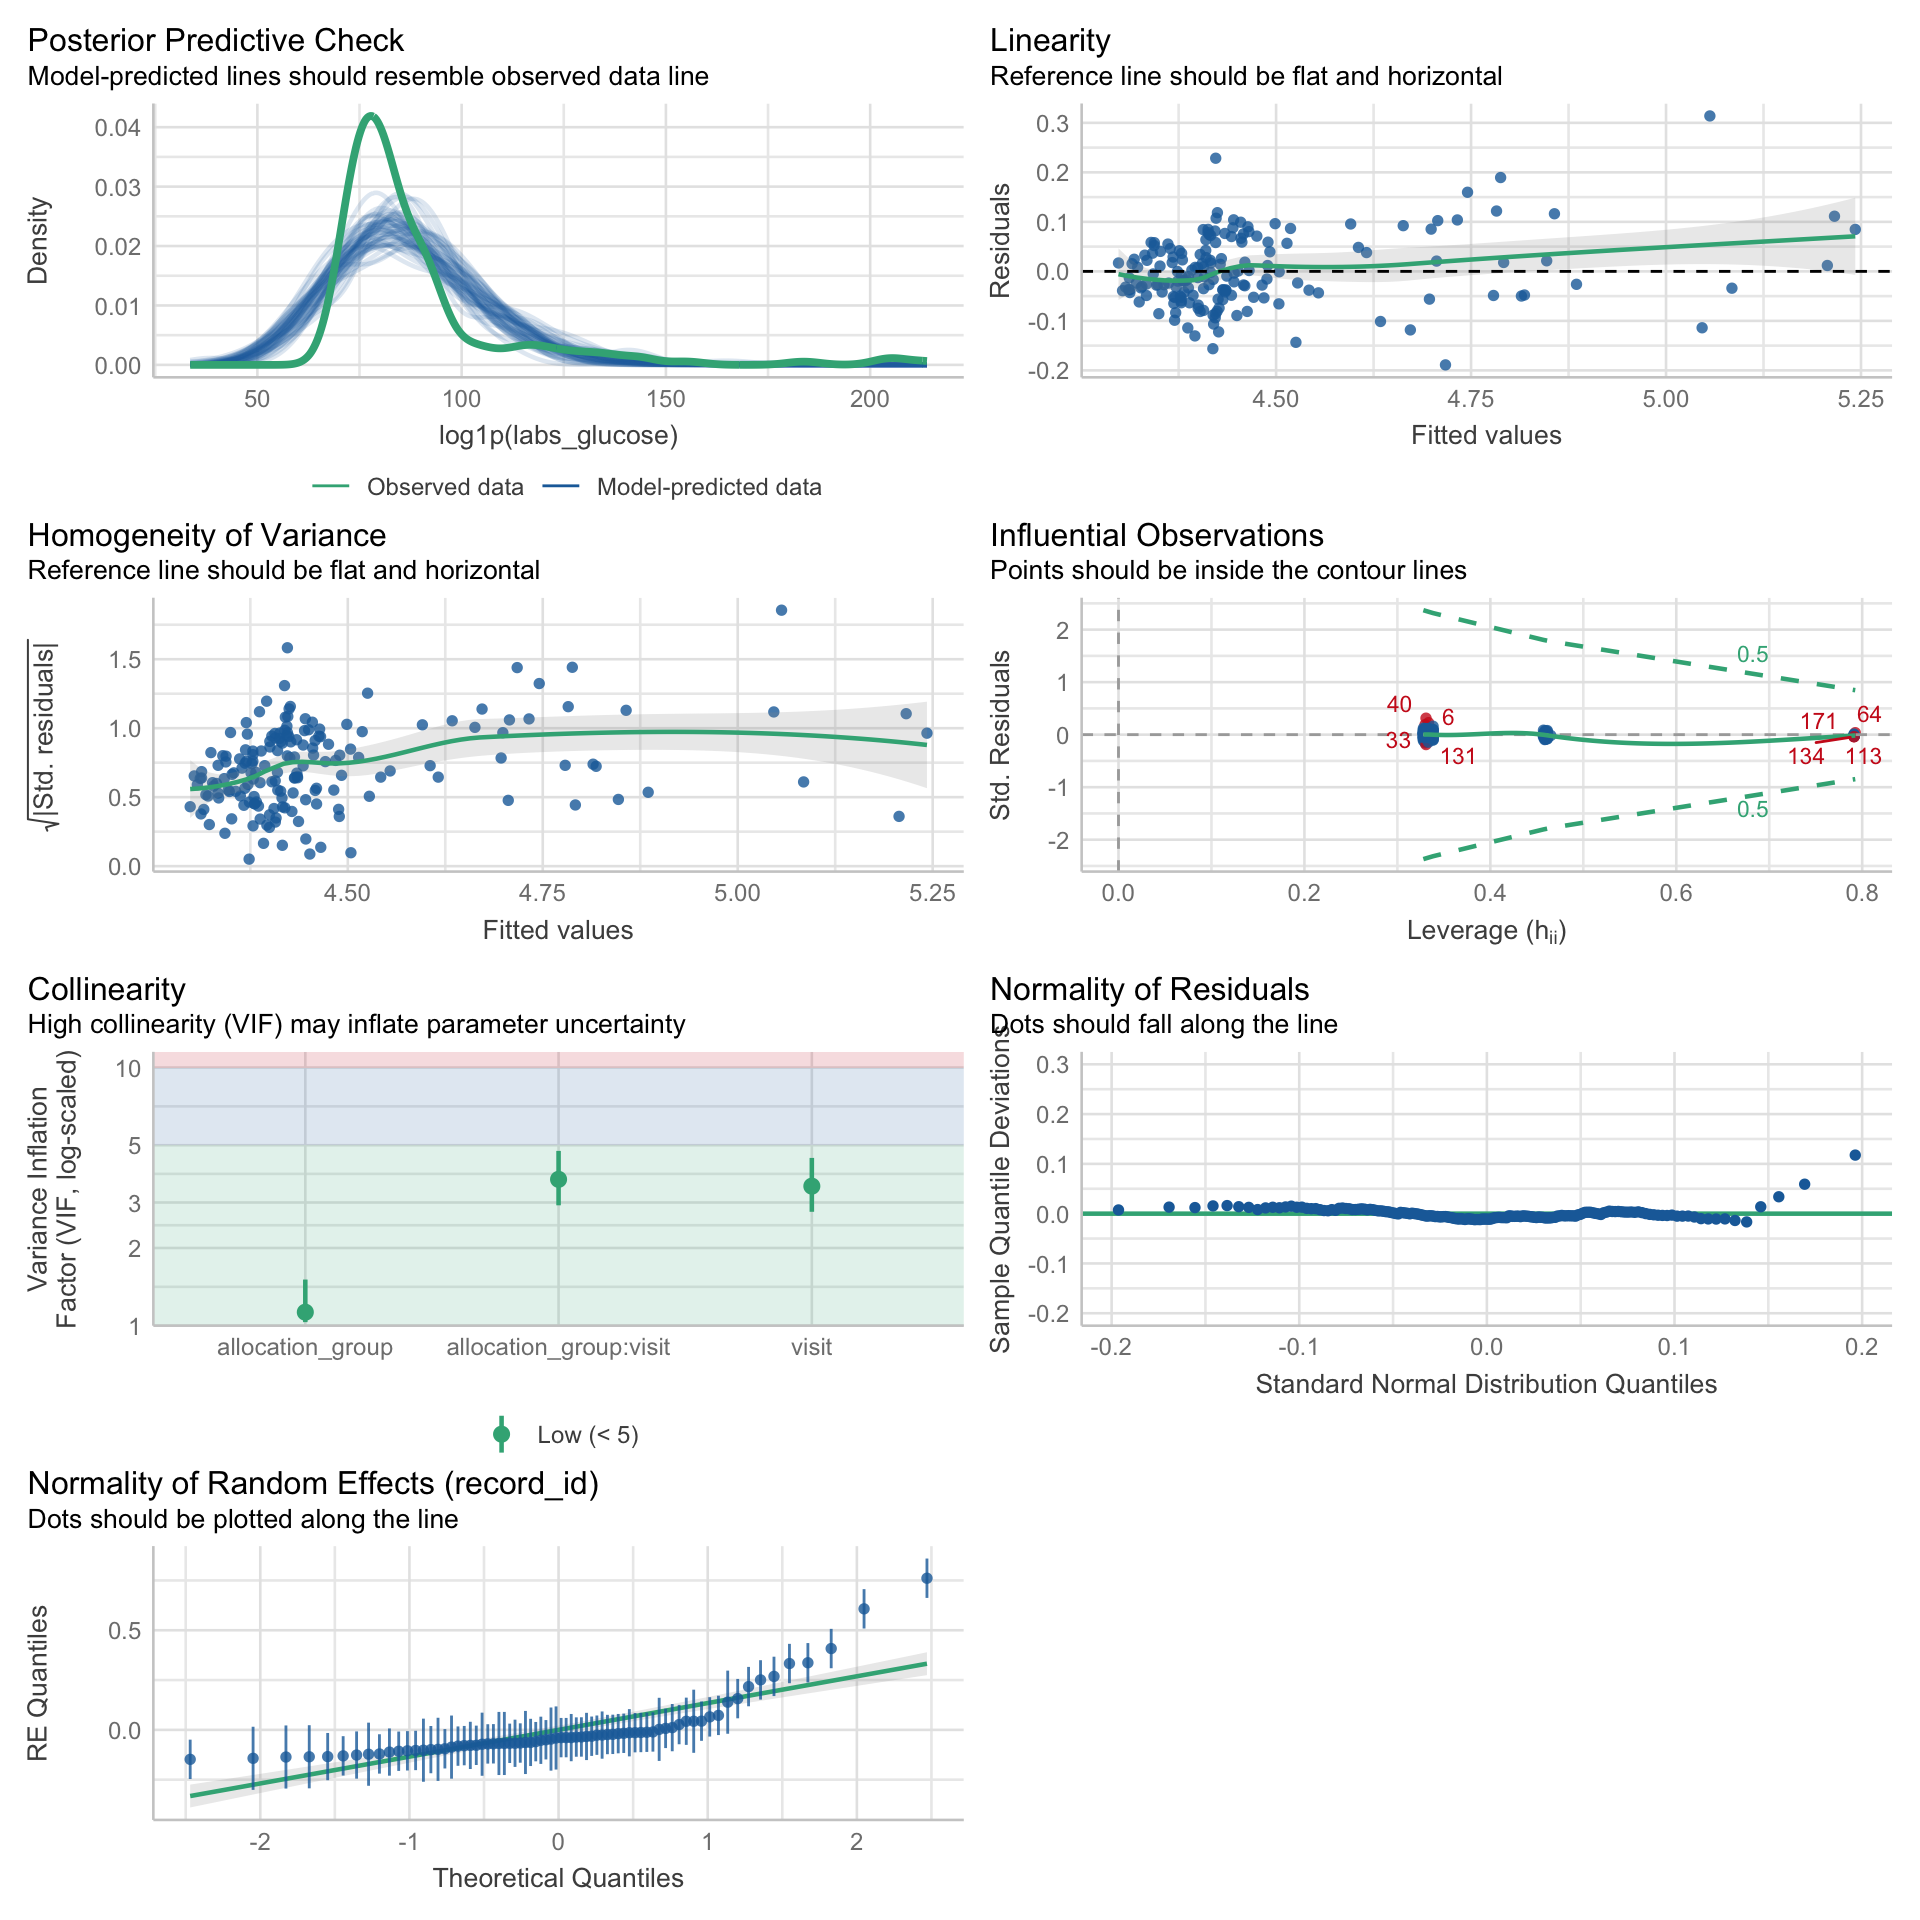 Posterior Predictive Check
Model-predicted lines should resemble observed data line
Density
0.04
0.03
0.02
0.01
0.00
50 100 150 200
log1p(labs_glucose)
Observed data Model-predicted data
Linearity
Reference line should be flat and horizontal
Residuals
0.3
0.2
0.1
0.0
-0.1
-0.2
4.50 4.75 5.00 5.25
Fitted values
Homogeneity of Variance
Reference line should be flat and horizontal
√|Std. residuals|
1.5
1.0
0.5
0.0
4.50 4.75 5.00 5.25
Fitted values
Influential Observations
Points should be inside the contour lines
Std. Residuals
2
1
0
-1
-2
0.5
40 6 171 64
33 131 134 113
0.5
0.0 0.2 0.4 0.6 0.8
Leverage (hii)
Collinearity
High collinearity (VIF) may inflate parameter uncertainty
Variance Inflation
Factor (VIF, log-scaled)
10
5
3
2
1
allocation_group allocation_group:visit visit
Low (< 5)
Normality of Residuals
Dots should fall along the line
Sample Quantile Deviations
0.3
0.2
0.1
0.0
-0.1
-0.2
-0.2 -0.1 0.0 0.1 0.2
Standard Normal Distribution Quantiles
Normality of Random Effects (record_id)
Dots should be plotted along the line
RE Quantiles
0.5
0.0
-2 -1 0 1 2
Theoretical Quantiles